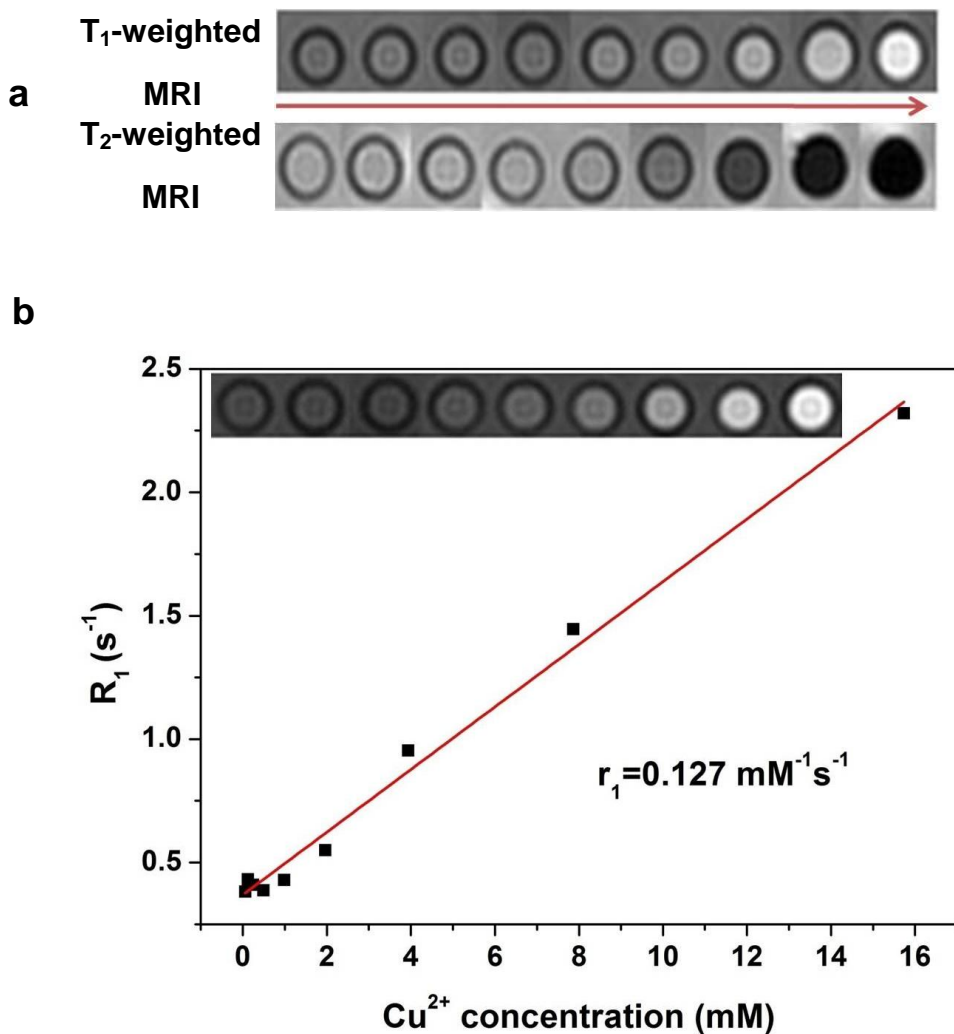 a
T₁-weighted
MRI
T₂-weighted
MRI
b
2.5
2.0
1.5
1.0
0.5
R₁ (s⁻¹)
r₁=0.127 mM⁻¹s⁻¹
0 2 4 6 8 10 12 14 16
Cu²⁺ concentration (mM)